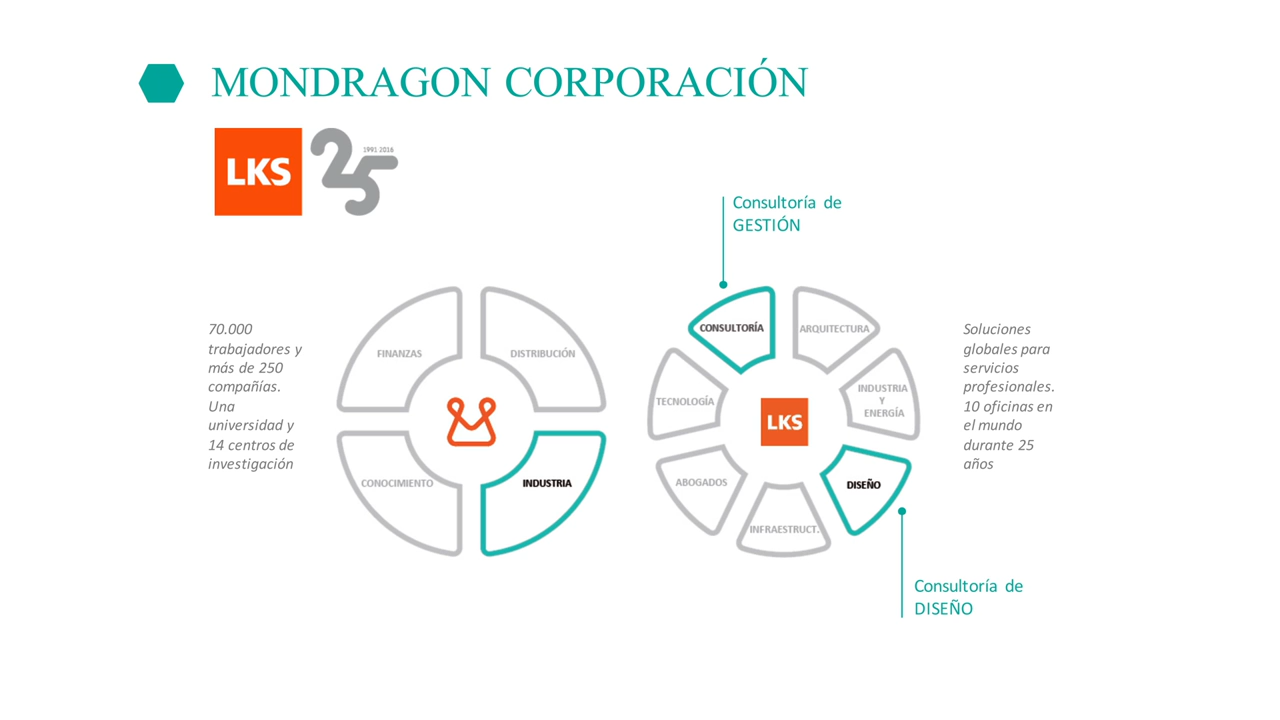 MONDRAGON CORPORACIÓN
LKS
25
1991 2016
Consultoría de
GESTIÓN
70.000
trabajadores y
más de 250
compañías.
Una
universidad y
14 centros de
investigación
FINANZAS
DISTRIBUCIÓN
CONOCIMIENTO
INDUSTRIA
CONSULTORÍA
ARQUITECTURA
TECNOLOGÍA
INDUSTRIA
Y
ENERGÍA
LKS
ABOGADOS
DISEÑO
INFRAESTRUCT.
Soluciones
globales para
servicios
profesionales.
10 oficinas en
el mundo
durante 25
años
Consultoría de
DISEÑO